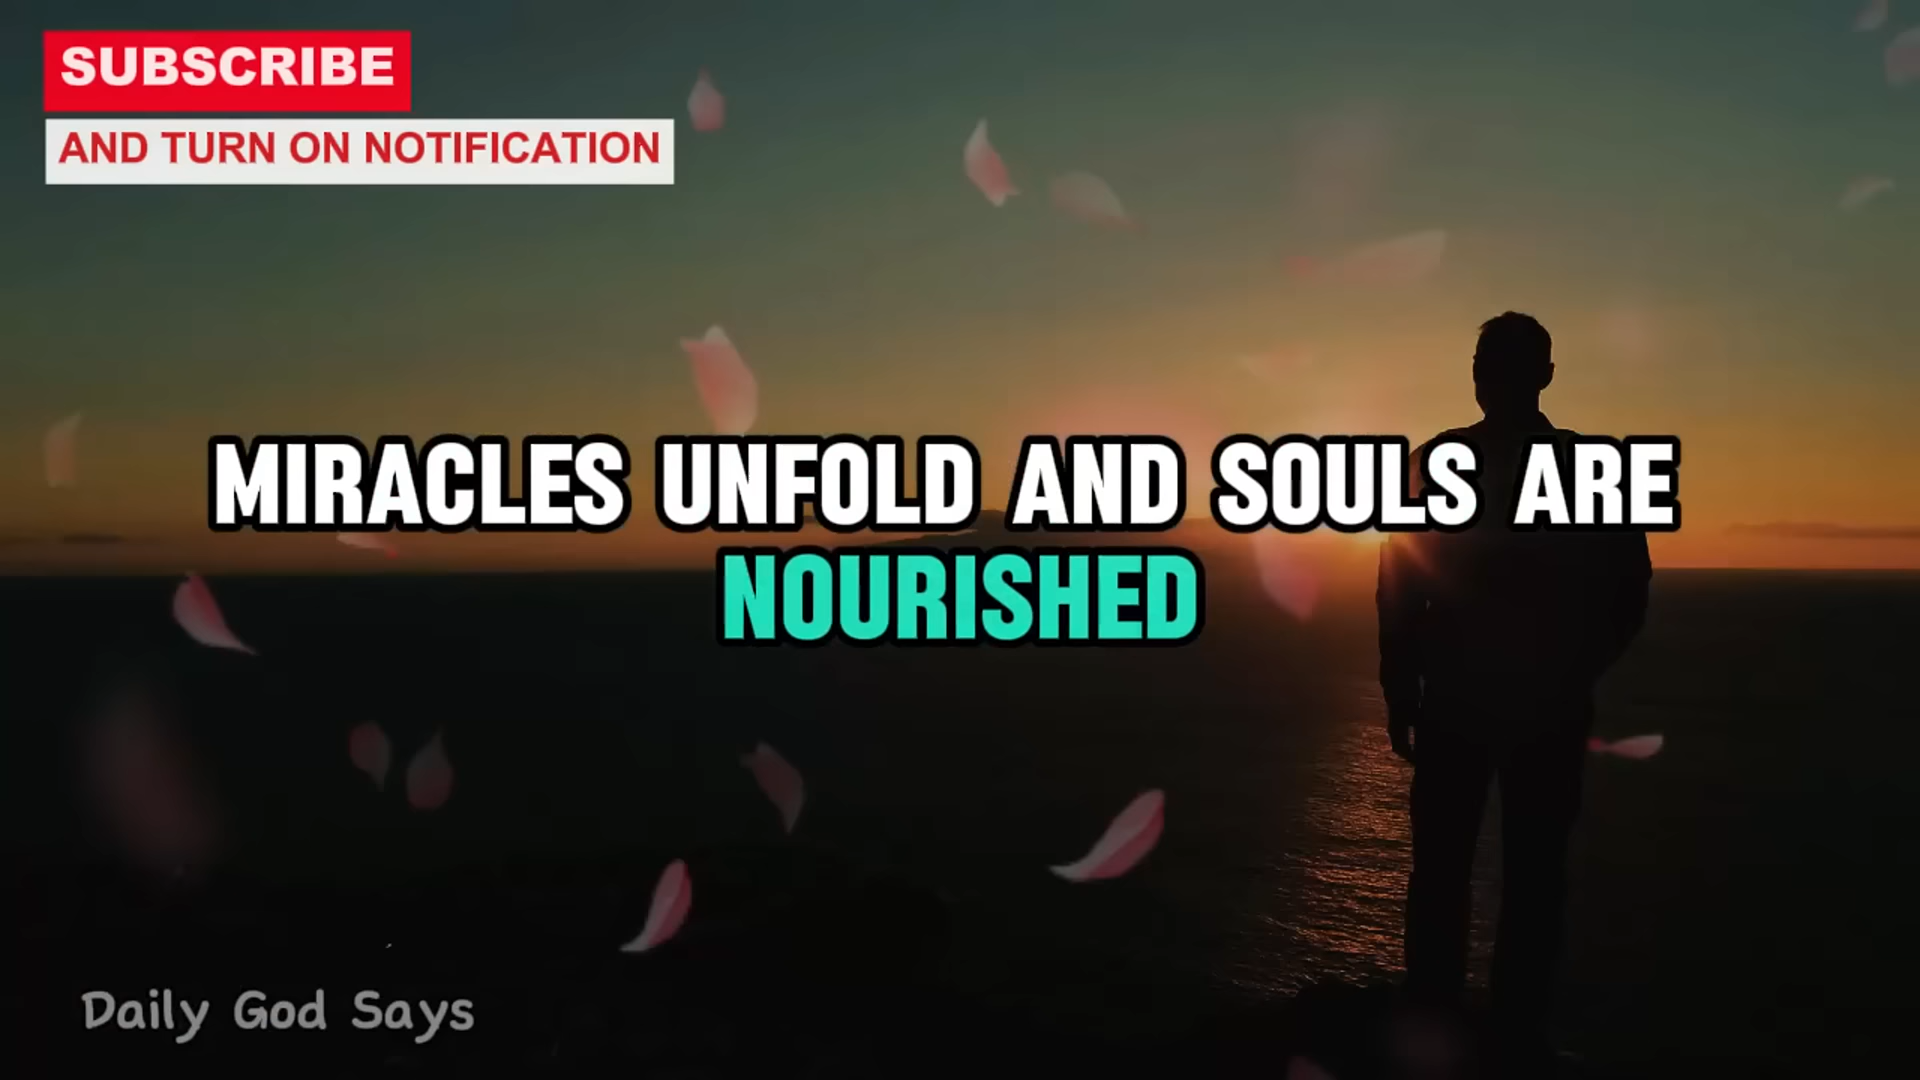 SUBSCRIBE
AND TURN ON NOTIFICATION
MIRACLES UNFOLD AND SOULS ARE
NOURISHED
Daily God Says